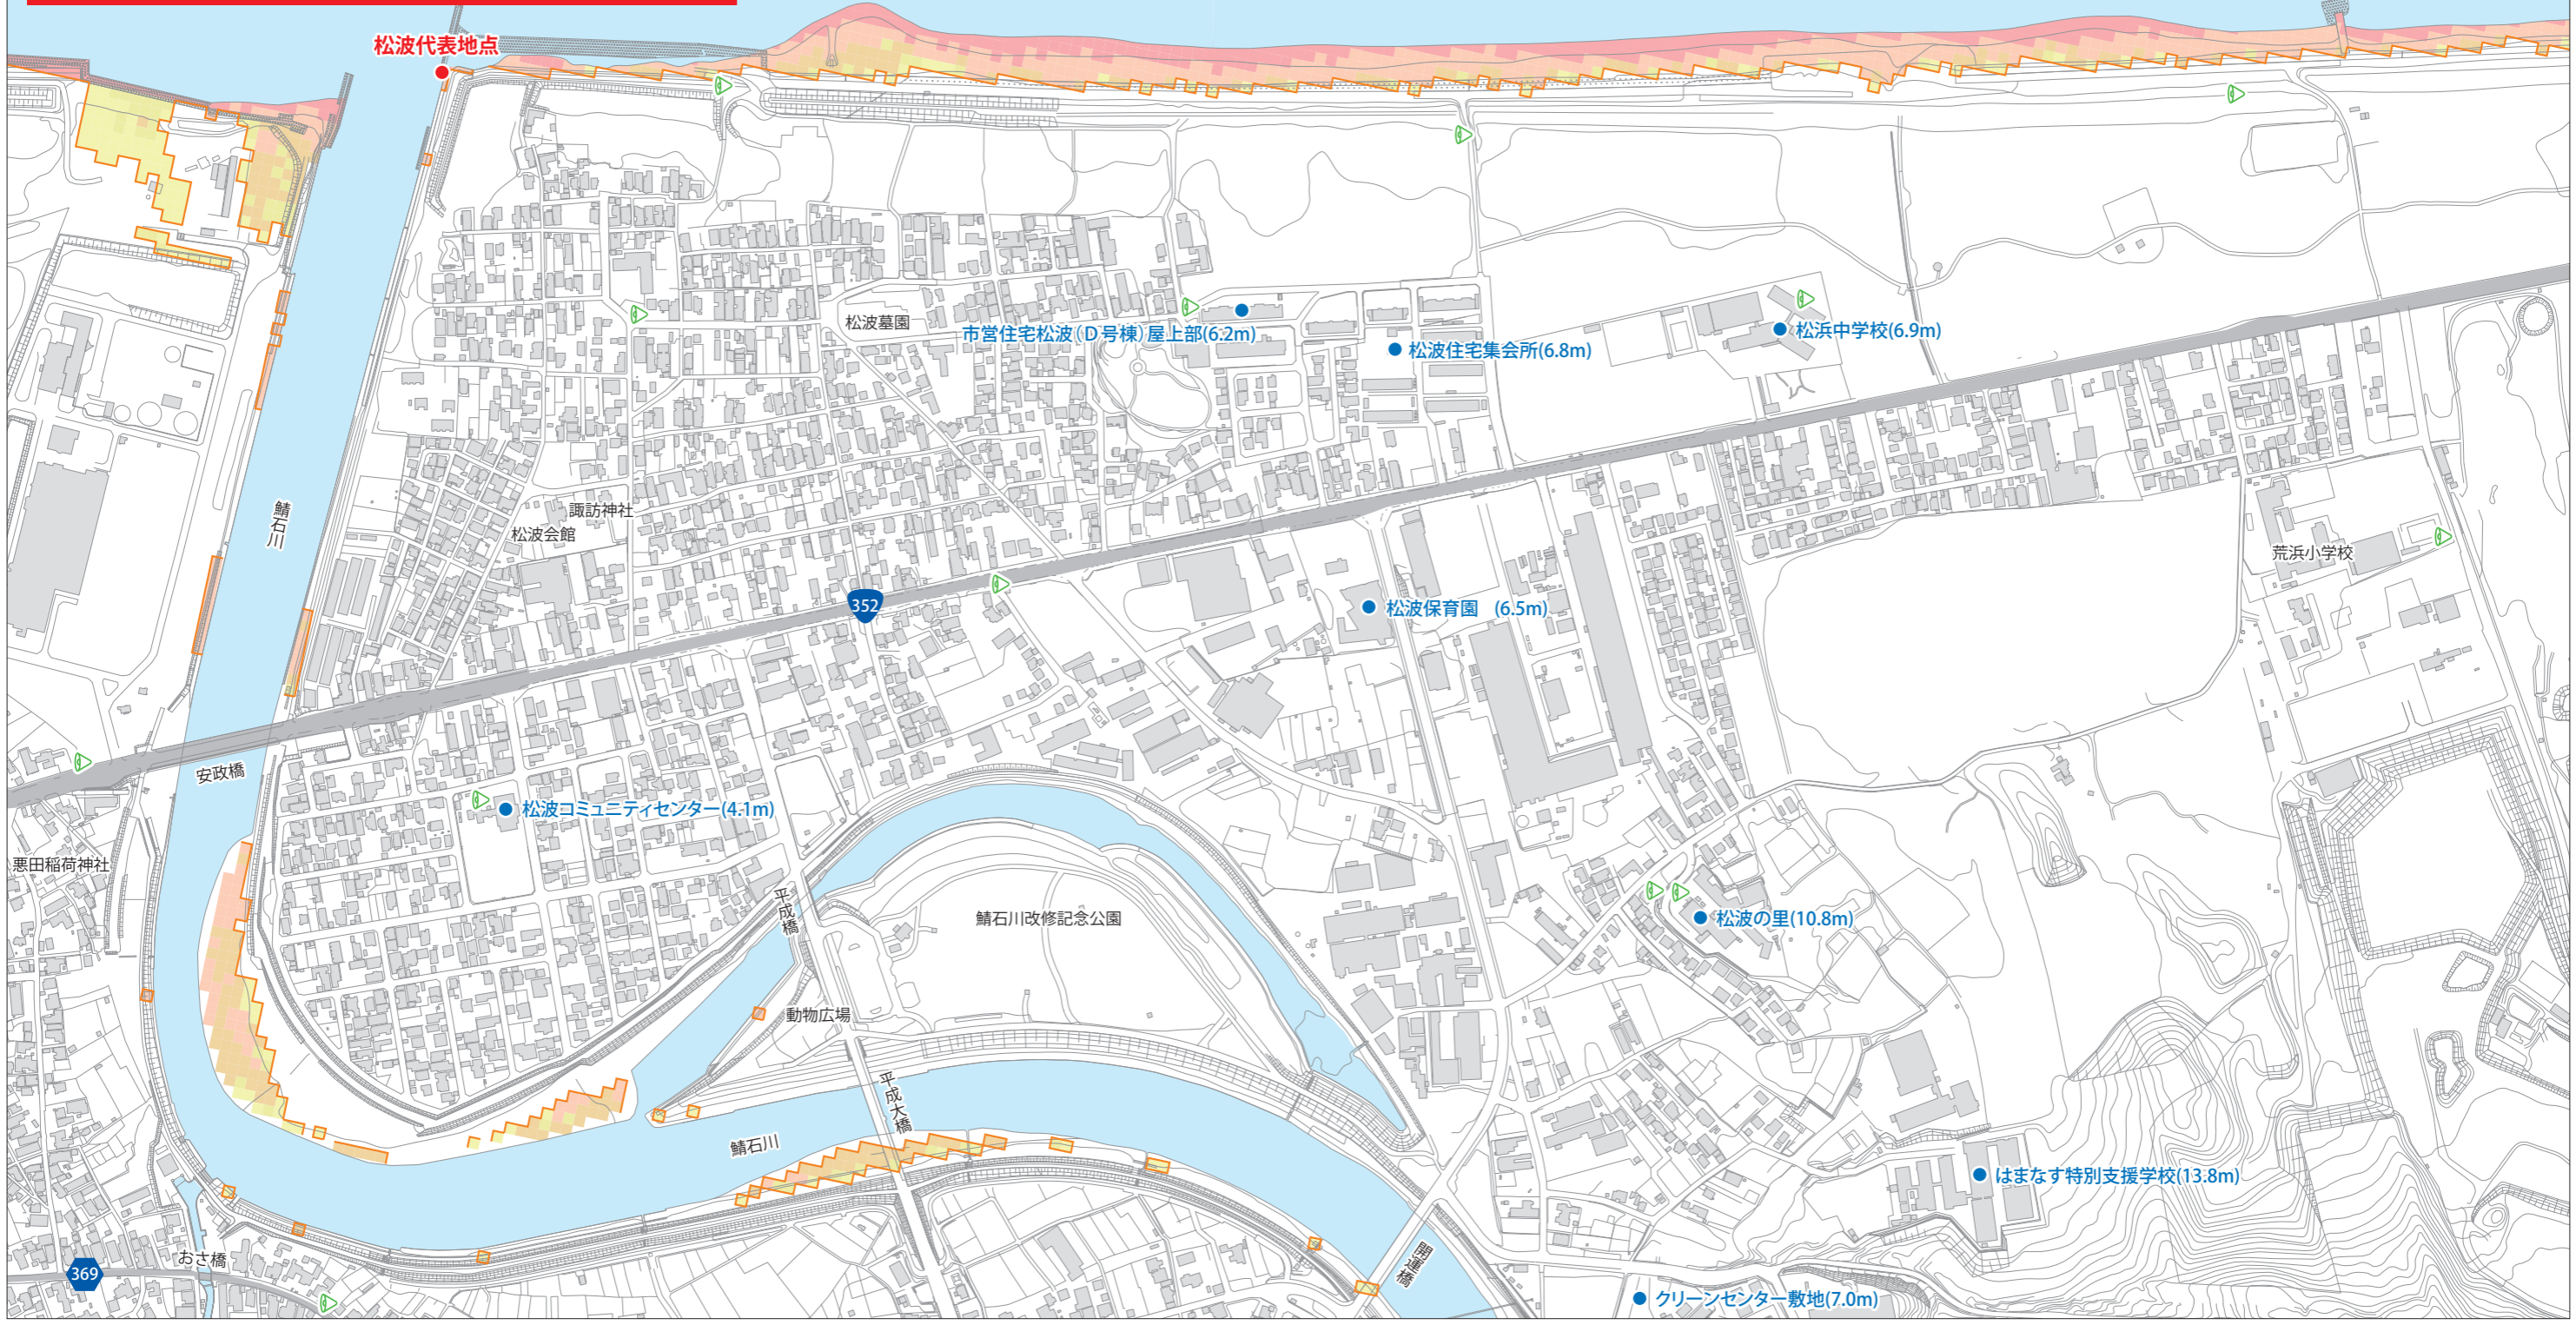 松波代表地点
松波墓園
市営住宅松波(D号棟)屋上部(6.2m)
松波住宅集会所(6.8m)
松浜中学校(6.9m)
鯖石川
諏訪神社
松波会館
荒浜小学校
352
松波保育園 (6.5m)
安政橋
松波コミュニティセンター(4.1m)
悪田稲荷神社
平成橋
鯖石川改修記念公園
松波の里(10.8m)
動物広場
平成大橋
鯖石川
はまなす特別支援学校(13.8m)
おさ橋
369
開運橋
クリーンセンター敷地(7.0m)